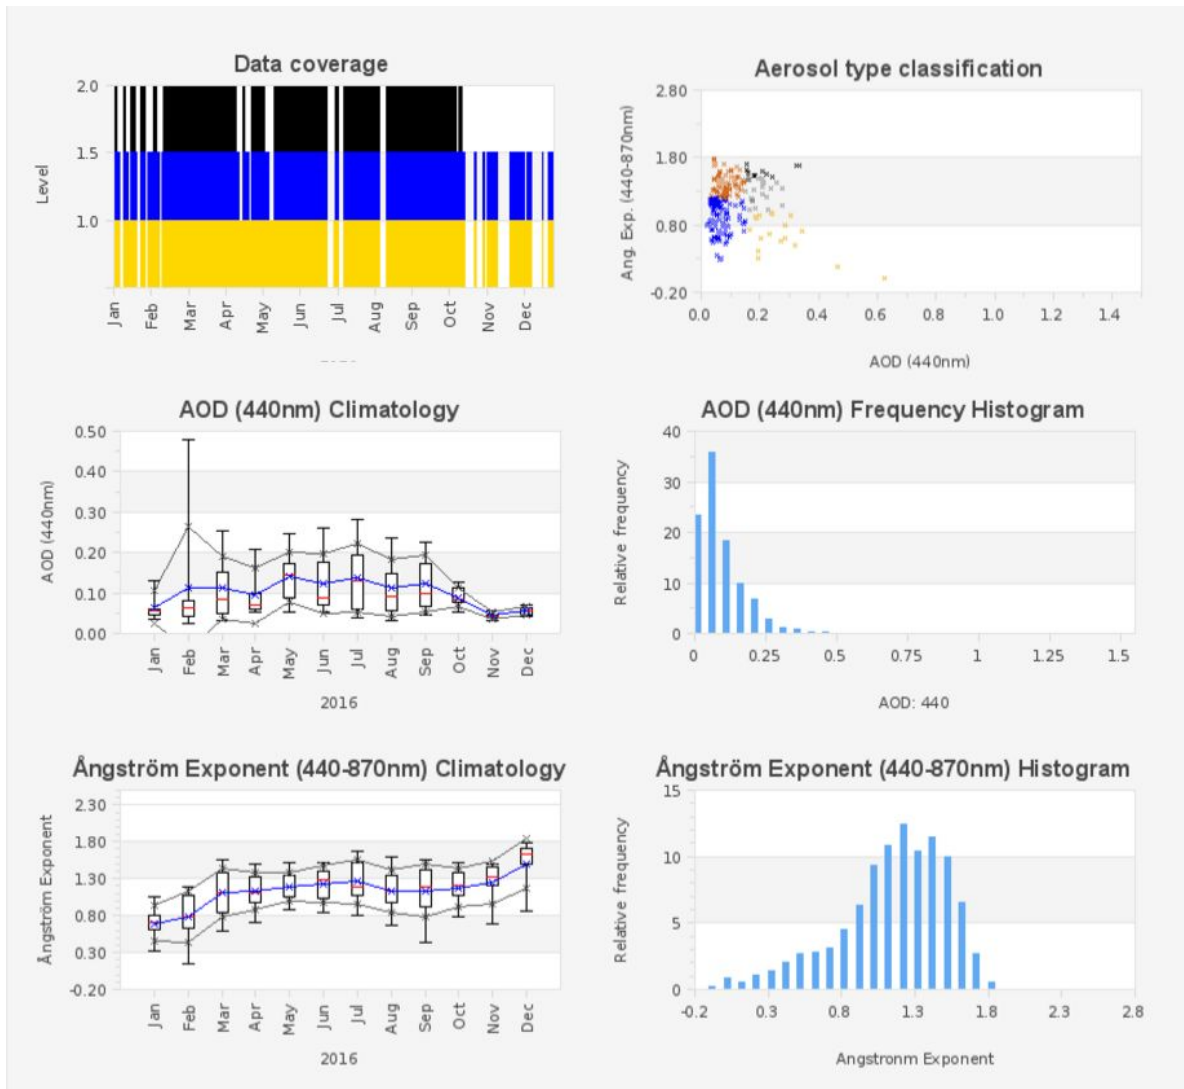 Data coverage
Level
2.0
1.5
1.0
Jan
Feb
Mar
Apr
May
Jun
Jul
Aug
Sep
Oct
Nov
Dec
Aerosol type classification
Ang. Exp. (440-870nm)
2.80
1.80
0.80
-0.20
0.0
0.2
0.4
0.6
0.8
1.0
1.2
1.4
AOD (440nm)
AOD (440nm) Climatology
AOD (440nm)
0.50
0.40
0.30
0.20
0.10
0.00
Jan
Feb
Mar
Apr
May
Jun
Jul
Aug
Sep
Oct
Nov
Dec
2016
AOD (440nm) Frequency Histogram
Relative frequency
40
30
20
10
0
0
0.25
0.5
0.75
1
1.25
1.5
AOD: 440
Ångström Exponent (440-870nm) Climatology
Ångström Exponent
2.30
1.80
1.30
0.80
0.30
-0.20
Jan
Feb
Mar
Apr
May
Jun
Jul
Aug
Sep
Oct
Nov
Dec
2016
Ångström Exponent (440-870nm) Histogram
Relative frequency
15
10
5
0
-0.2
0.3
0.8
1.3
1.8
2.3
2.8
Angstronm Exponent